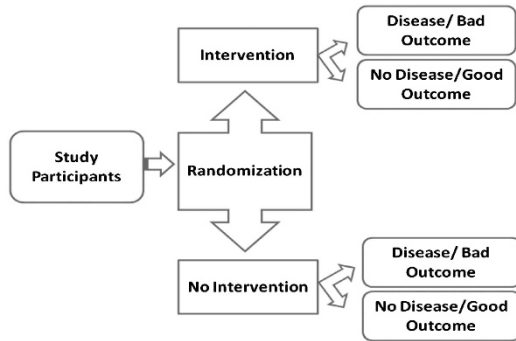 Disease/ Bad
Outcome
Intervention
No Disease/Good
Outcome
Study
Participants
Randomization
Disease/ Bad
Outcome
No Intervention
No Disease/Good
Outcome